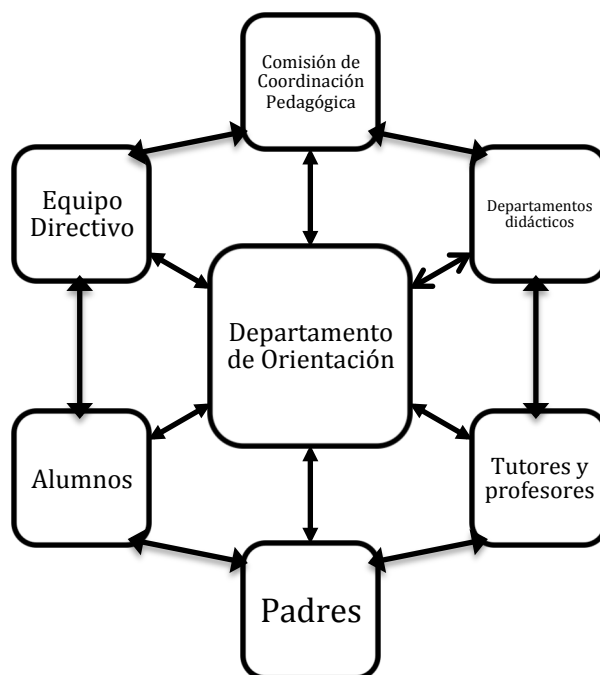 Comisión de
Coordinación
Pedagógica
Equipo
Directivo
Departamentos
didácticos
Departamento
de Orientación
Alumnos
Tutores y
profesores
Padres